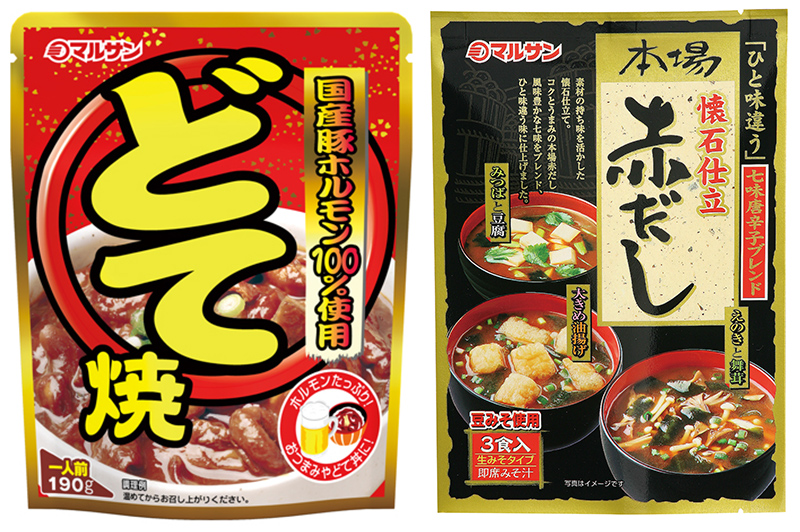 マルサン
どて
焼
国産豚ホルモン100%使用
ホルモンたっぷり!
おつまみやどて丼に!
一人前
190g
調理例
温めてからお召し上がりください。
マルサン
「ひと味違う」
七味唐辛子ブレンド
本場
懐石仕立
赤だし
素材の持ち味を活かした
懐石仕立て。
コクとうまみの本場赤だし
風味豊かな七味をブレンド、
ひと味違う味に仕上げました。
みつばと豆腐
大きめ油揚げ
えのきと舞茸
豆みそ使用
3食入
生みそタイプ
即席みそ汁
写真はイメージです